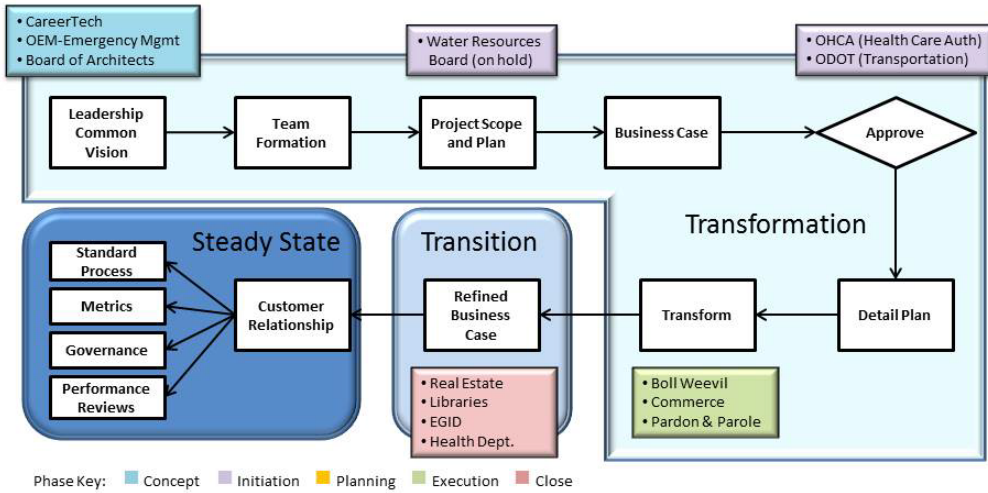 • CareerTech
• OEM-Emergency Mgmt
• Board of Architects
• Water Resources
Board (on hold)
• OHCA (Health Care Auth)
• ODOT (Transportation)
Leadership
Common
Vision
Team
Formation
Project Scope
and Plan
Business Case
Approve
Transformation
Detail Plan
Transform
Transition
Refined
Business
Case
Steady State
Customer
Relationship
Standard
Process
Metrics
Governance
Performance
Reviews
• Real Estate
• Libraries
• EGID
• Health Dept.
• Boll Weevil
• Commerce
• Pardon & Parole
Phase Key: Concept Initiation Planning Execution Close